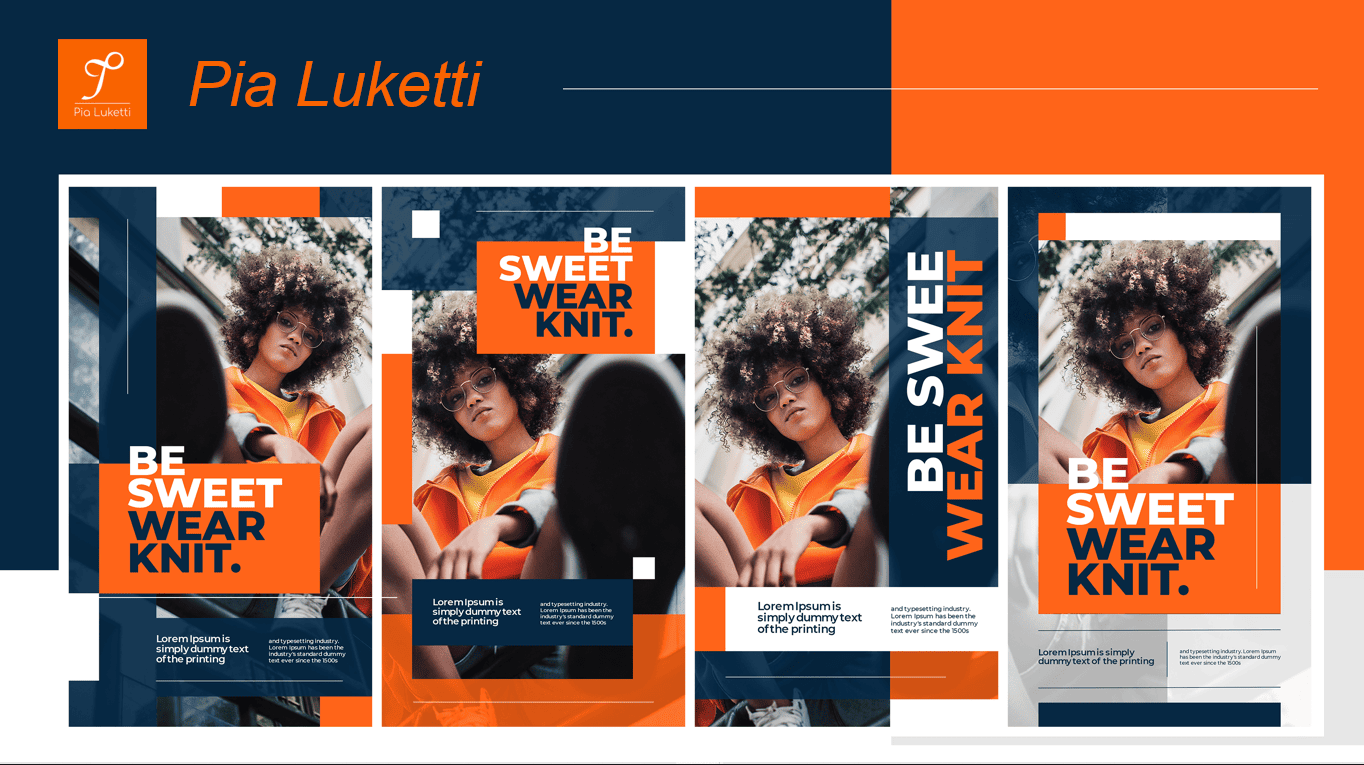 Pia Luketti
Pia Luketti
BE
SWEET
WEAR
KNIT.
Lorem Ipsum is
simply dummy text
of the printing
and typesetting industry.
Lorem Ipsum has been the
industry's standard dummy
text ever since the 1500s
BE
SWEET
WEAR
KNIT.
Lorem Ipsum is
simply dummy text
of the printing
and typesetting industry.
Lorem Ipsum has been the
industry's standard dummy
text ever since the 1500s
BE SWEE
WEAR KNIT
Lorem Ipsum is
simply dummy text
of the printing
and typesetting industry.
Lorem Ipsum has been the
industry's standard dummy
text ever since the 1500s
BE
SWEET
WEAR
KNIT.
Lorem Ipsum is simply
dummy text of the printing
and typesetting industry. Lorem Ipsum
has been the industry's standard dummy
text ever since the 1500s